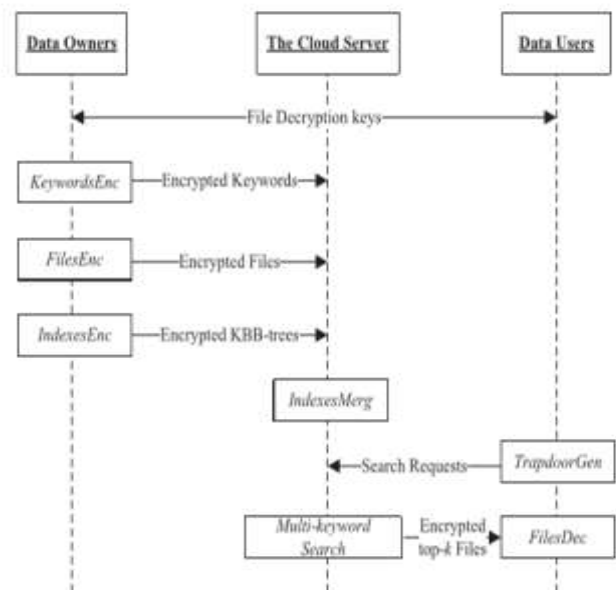 Data Owners
The Cloud Server
Data Users
File Decryption keys
KeywordsEnc
Encrypted Keywords
FilesEnc
Encrypted Files
IndexesEnc
Encrypted KBB-trees
IndexesMerg
Search Requests
TrapdoorGen
Multi-keyword
Search
Encrypted
top-k Files
FilesDec